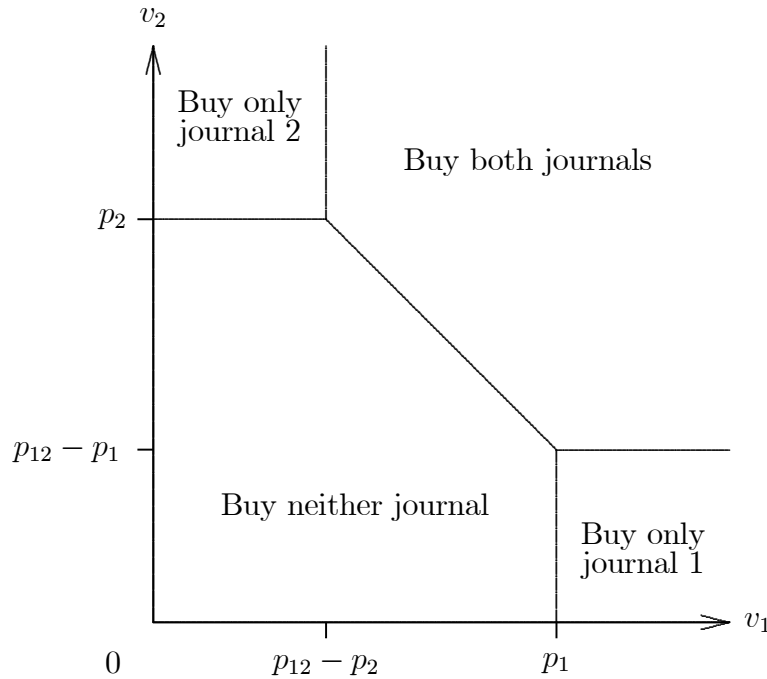 v₂
Buy only
journal 2
Buy both journals
p₂
p₁₂ − p₁
Buy neither journal
Buy only
journal 1
v₁
0
p₁₂ − p₂
p₁